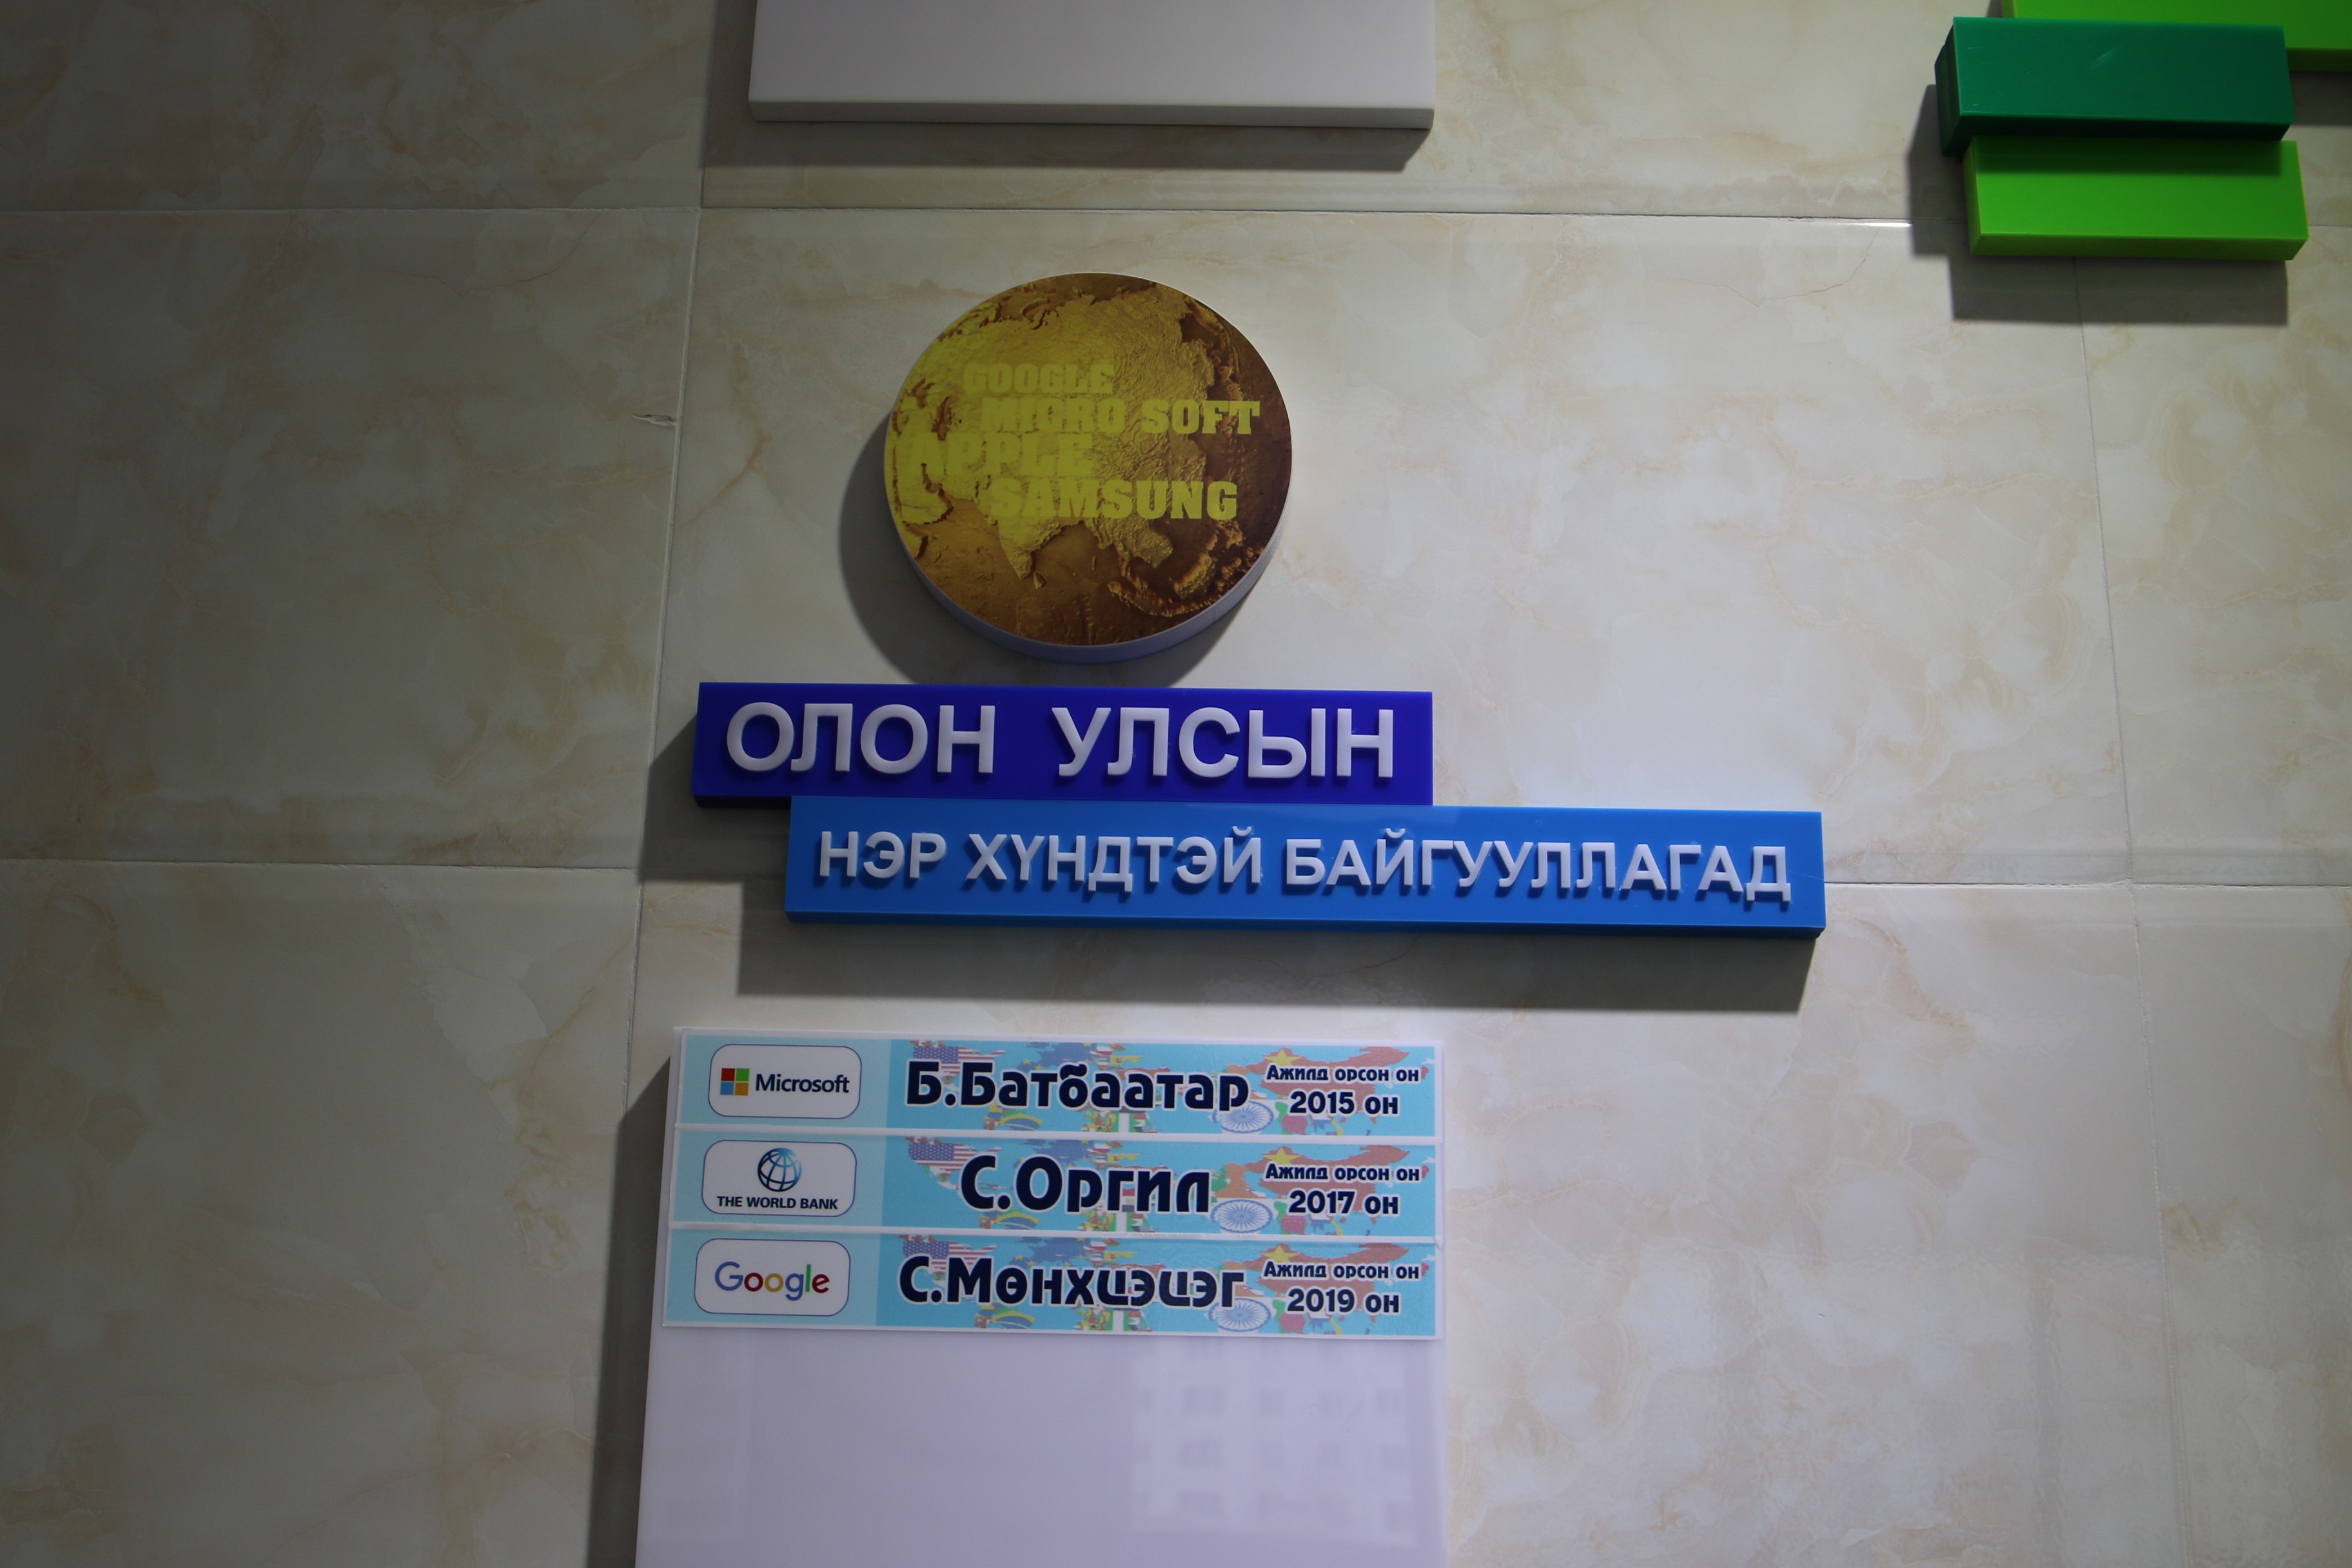 GOOGLE
MICRO SOFT
APPLE
SAMSUNG
ОЛОН УЛСЫН
НЭР ХҮНДТЭЙ БАЙГУУЛЛАГАД
Microsoft
Б.Батбаатар
Ажилд орсон он
2015 он
THE WORLD BANK
С.Оргил
Ажилд орсон он
2017 он
Google
С.Мөнхцэцэг
Ажилд орсон он
2019 он